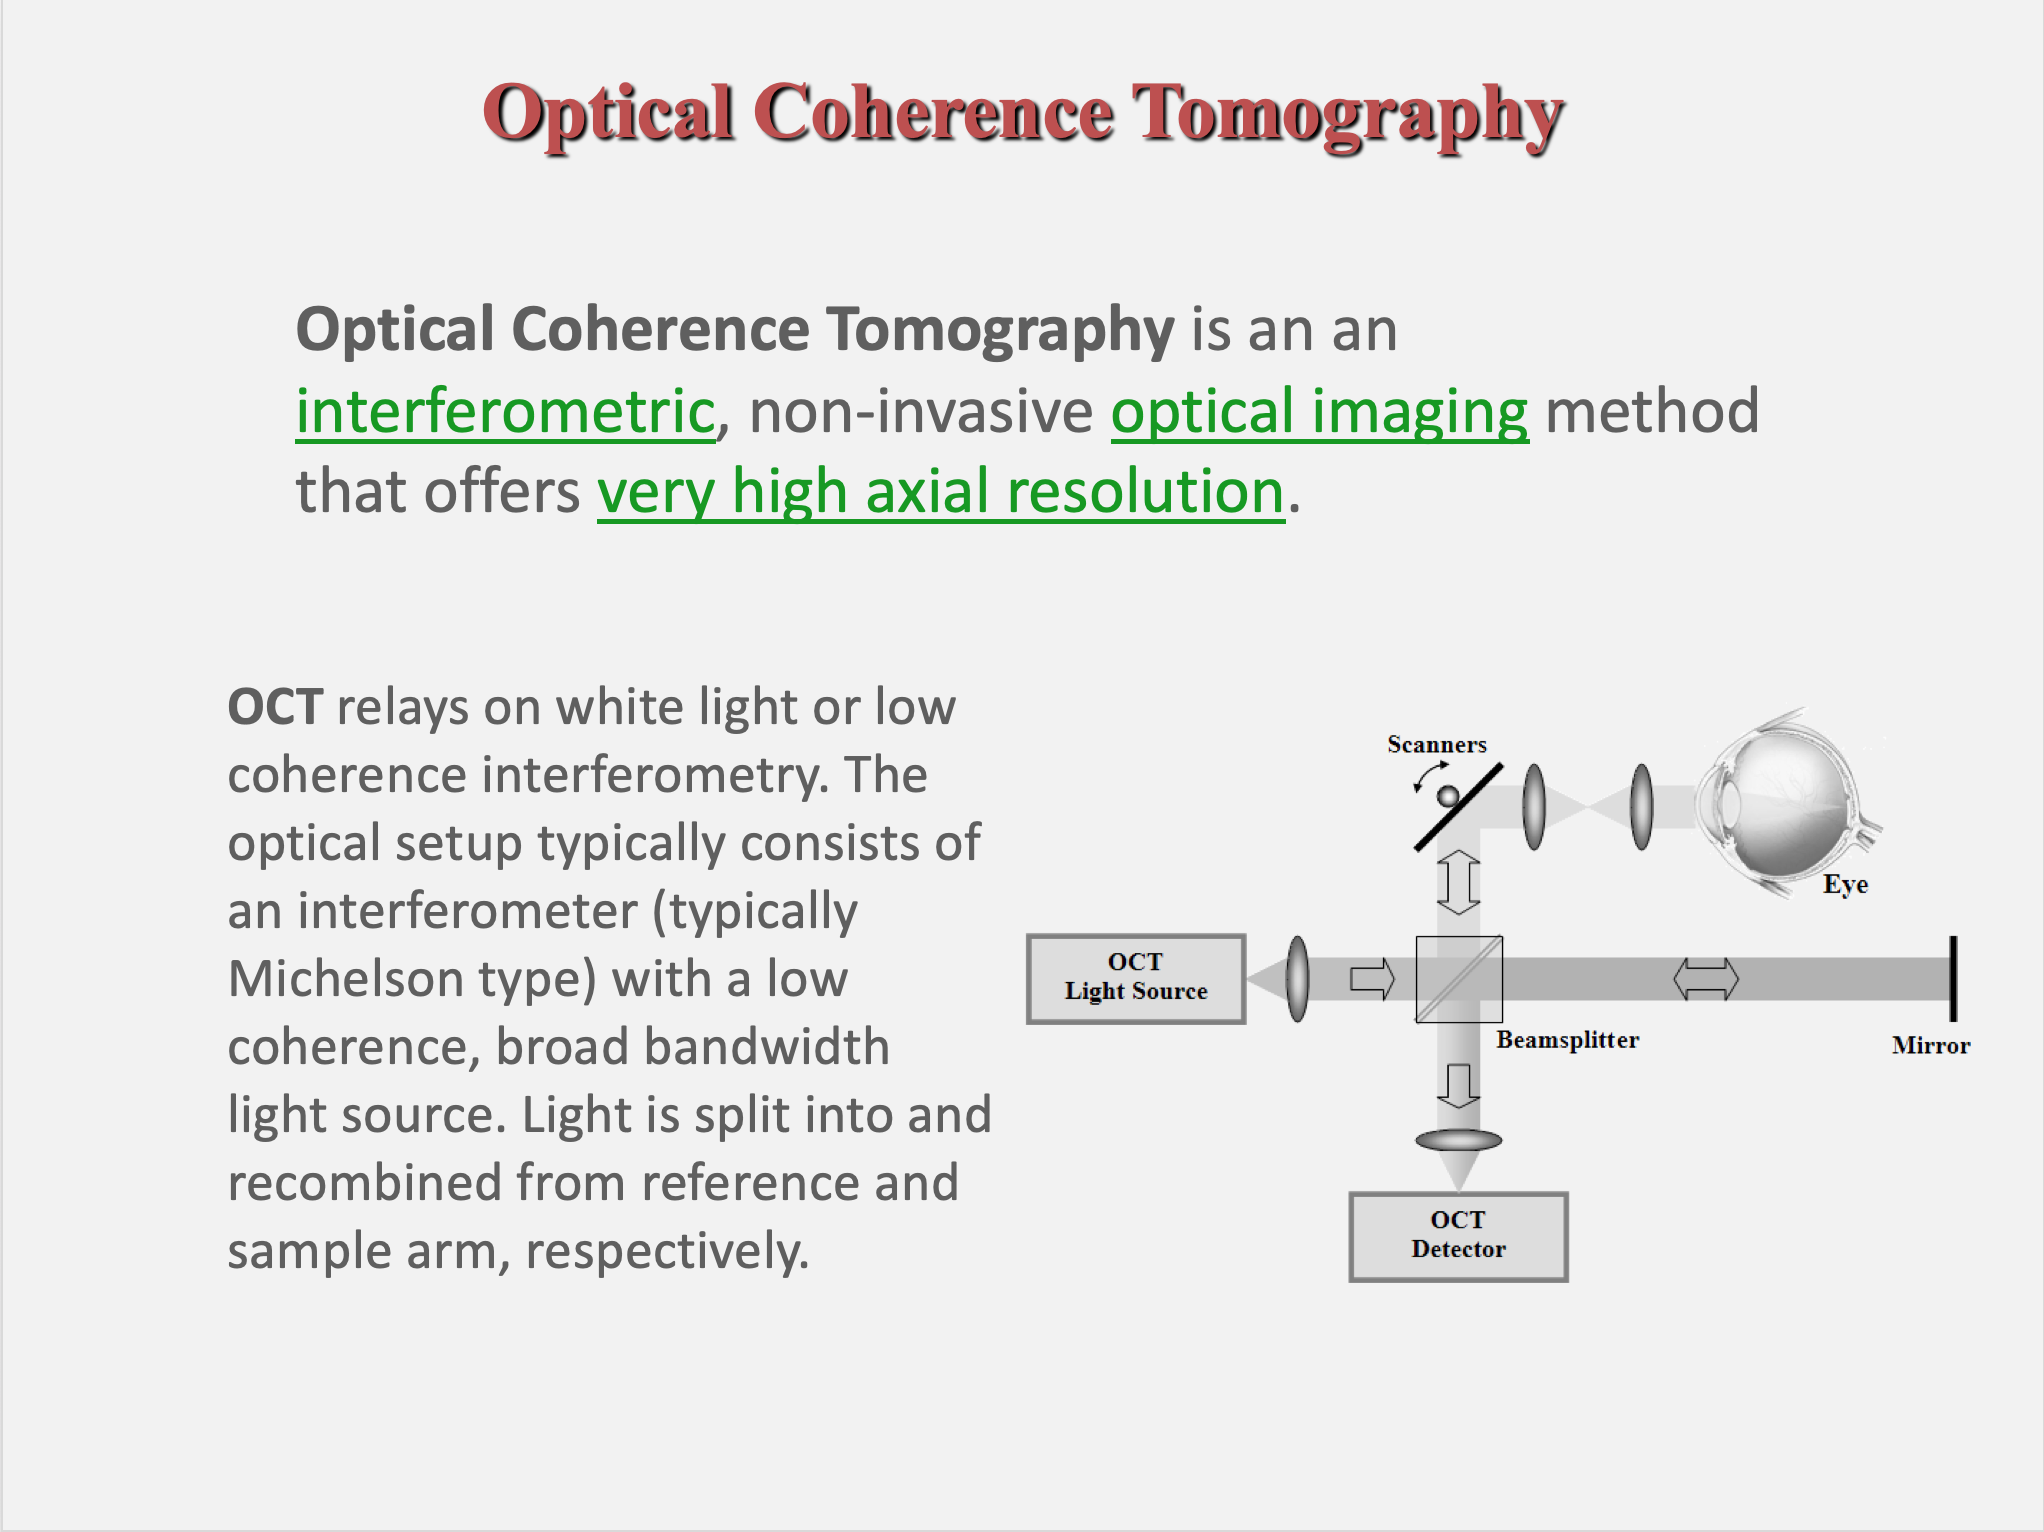 Optical Coherence Tomography
Optical Coherence Tomography is an an
interferometric, non-invasive optical imaging method
that offers very high axial resolution.
OCT relays on white light or low
coherence interferometry. The
optical setup typically consists of
an interferometer (typically
Michelson type) with a low
coherence, broad bandwidth
light source. Light is split into and
recombined from reference and
sample arm, respectively.
Scanners
Eye
OCT
Light Source
Beamsplitter
Mirror
OCT
Detector